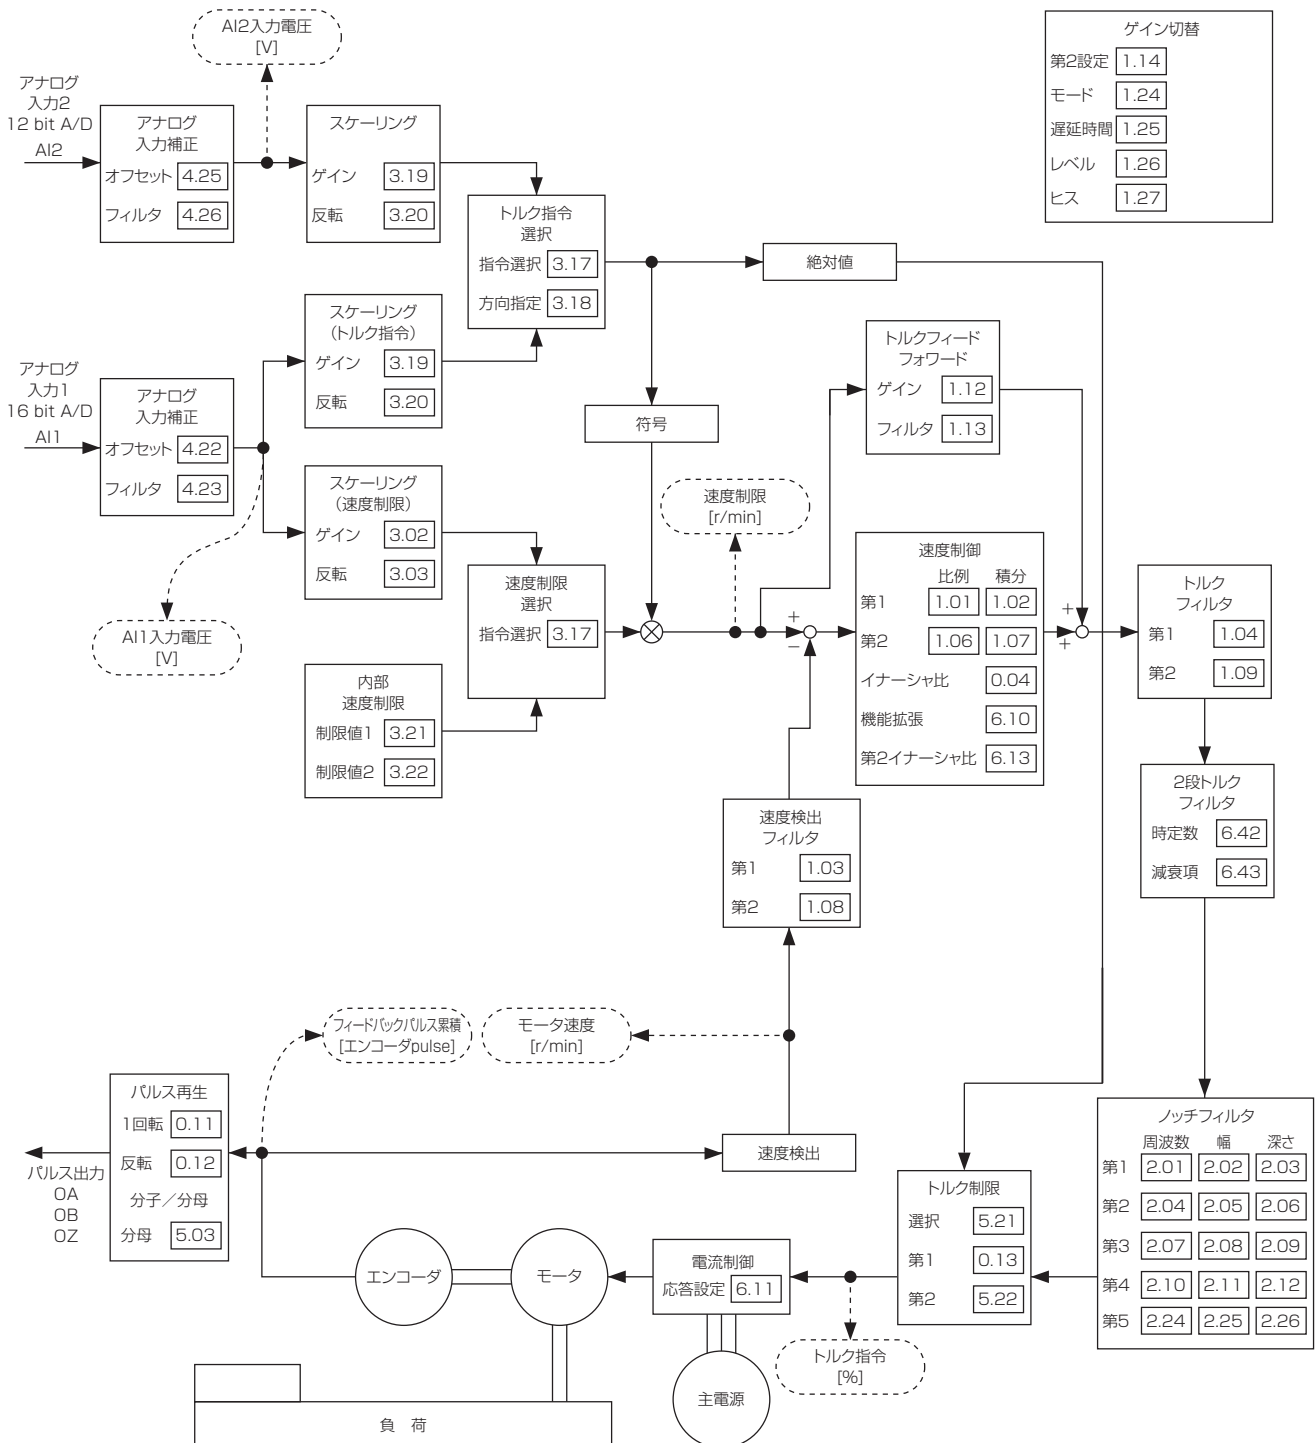 AI2入力電圧
[V]
ゲイン切替
第2設定 1.14
モード 1.24
遅延時間 1.25
レベル 1.26
ヒス 1.27
アナログ
入力2
12 bit A/D
AI2
アナログ
入力補正
オフセット 4.25
フィルタ 4.26
スケーリング
ゲイン 3.19
反転 3.20
トルク指令
選択
指令選択 3.17
方向指定 3.18
絶対値
スケーリング
（トルク指令）
ゲイン 3.19
反転 3.20
トルクフィード
フォワード
ゲイン 1.12
フィルタ 1.13
アナログ
入力1
16 bit A/D
AI1
アナログ
入力補正
オフセット 4.22
フィルタ 4.23
符号
スケーリング
（速度制限）
ゲイン 3.02
反転 3.03
速度制限
[r/min]
速度制御
比例 積分
第1 1.01 1.02
第2 1.06 1.07
イナーシャ比 0.04
機能拡張 6.10
第2イナーシャ比 6.13
速度制限
選択
指令選択 3.17
+
−
+
+
トルク
フィルタ
第1 1.04
第2 1.09
AI1入力電圧
[V]
内部
速度制限
制限値1 3.21
制限値2 3.22
2段トルク
フィルタ
時定数 6.42
減衰項 6.43
速度検出
フィルタ
第1 1.03
第2 1.08
フィードバックパルス累積
[エンコーダpulse]
モータ速度
[r/min]
パルス再生
1回転 0.11
反転 0.12
分子／分母
分母 5.03
パルス出力
OA
OB
OZ
速度検出
ノッチフィルタ
周波数 幅 深さ
第1 2.01 2.02 2.03
第2 2.04 2.05 2.06
第3 2.07 2.08 2.09
第4 2.10 2.11 2.12
第5 2.24 2.25 2.26
トルク制限
選択 5.21
第1 0.13
第2 5.22
エンコーダ
モータ
電流制御
応答設定 6.11
トルク指令
[%]
主電源
負 荷